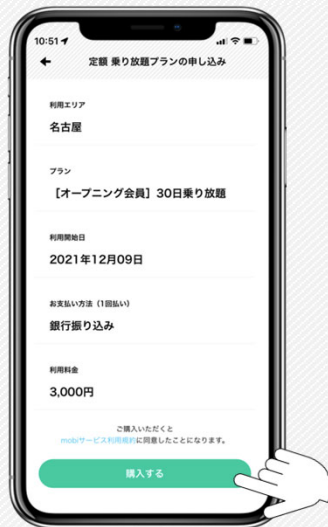 10:51
定額 乗り放題プランの申し込み
利用エリア
名古屋
プラン
［オープニング会員］30日乗り放題
利用開始日
2021年12月09日
お支払い方法（1回払い）
銀行振り込み
利用料金
3,000円
ご購入いただくと
mobiサービス利用規約に同意したことになります。
購入する